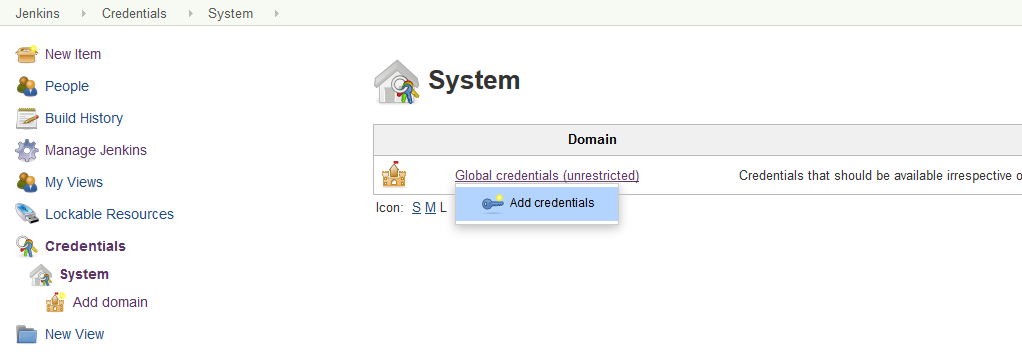 Jenkins Credentials System
New Item
People
Build History
Manage Jenkins
My Views
Lockable Resources
Credentials
System
Add domain
New View
System
Domain
Global credentials (unrestricted) Credentials that should be available irrespective o
Add credentials
Icon: S M L